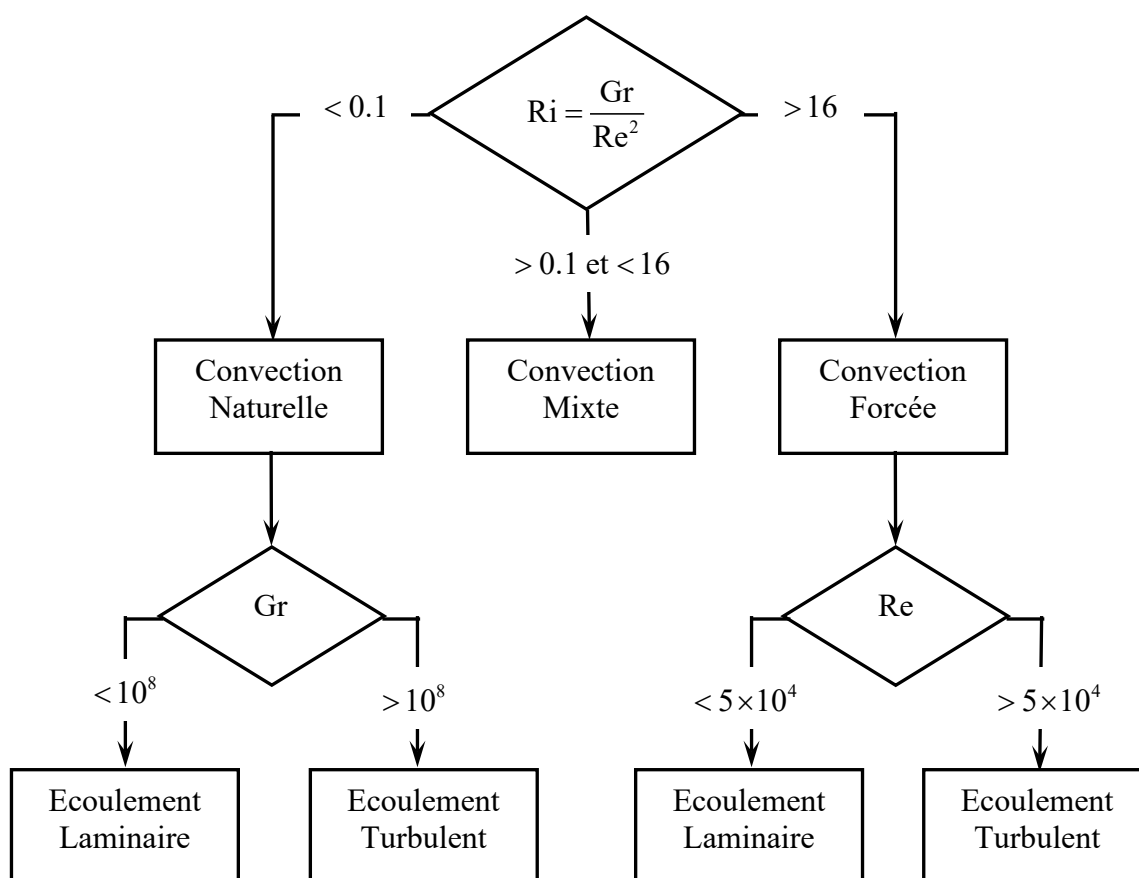 < 0.1
Ri = Gr / Re²
> 16
> 0.1 et < 16
Convection
Naturelle
Convection
Mixte
Convection
Forcée
Gr
Re
< 10⁸
> 10⁸
< 5×10⁴
> 5×10⁴
Ecoulement
Laminaire
Ecoulement
Turbulent
Ecoulement
Laminaire
Ecoulement
Turbulent